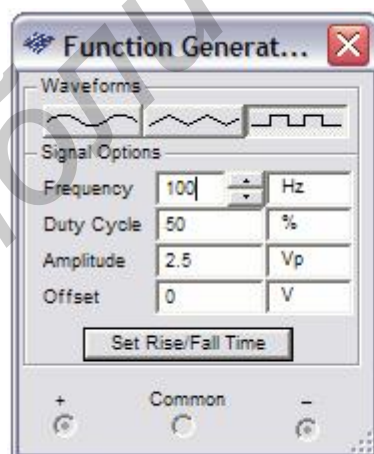 Function Generat...
Waveforms
Signal Options
Frequency 100 Hz
Duty Cycle 50 %
Amplitude 2.5 Vp
Offset 0 V
Set Rise/Fall Time
+ Common −